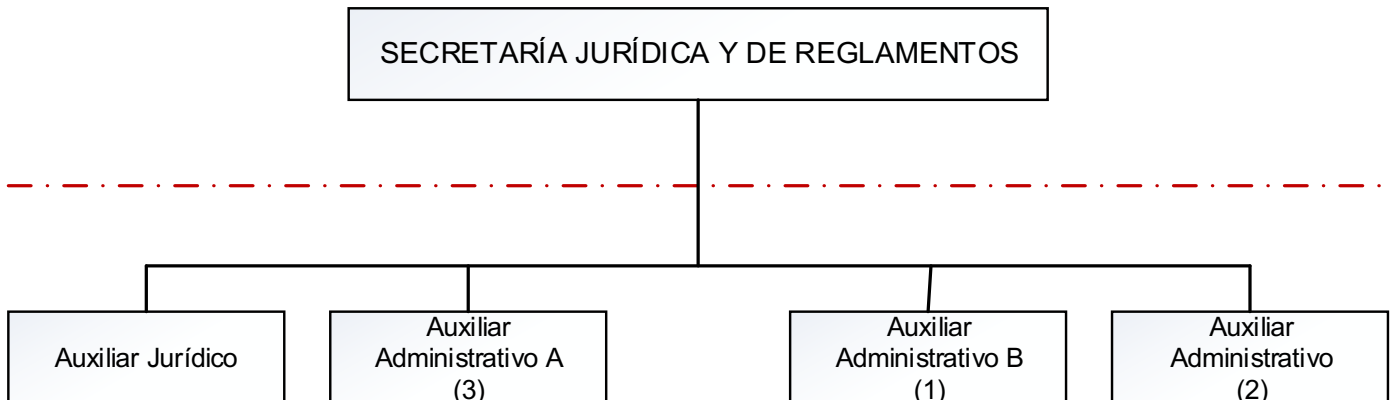 SECRETARÍA JURÍDICA Y DE REGLAMENTOS
Auxiliar Jurídico
Auxiliar
Administrativo A
(3)
Auxiliar
Administrativo B
(1)
Auxiliar
Administrativo
(2)